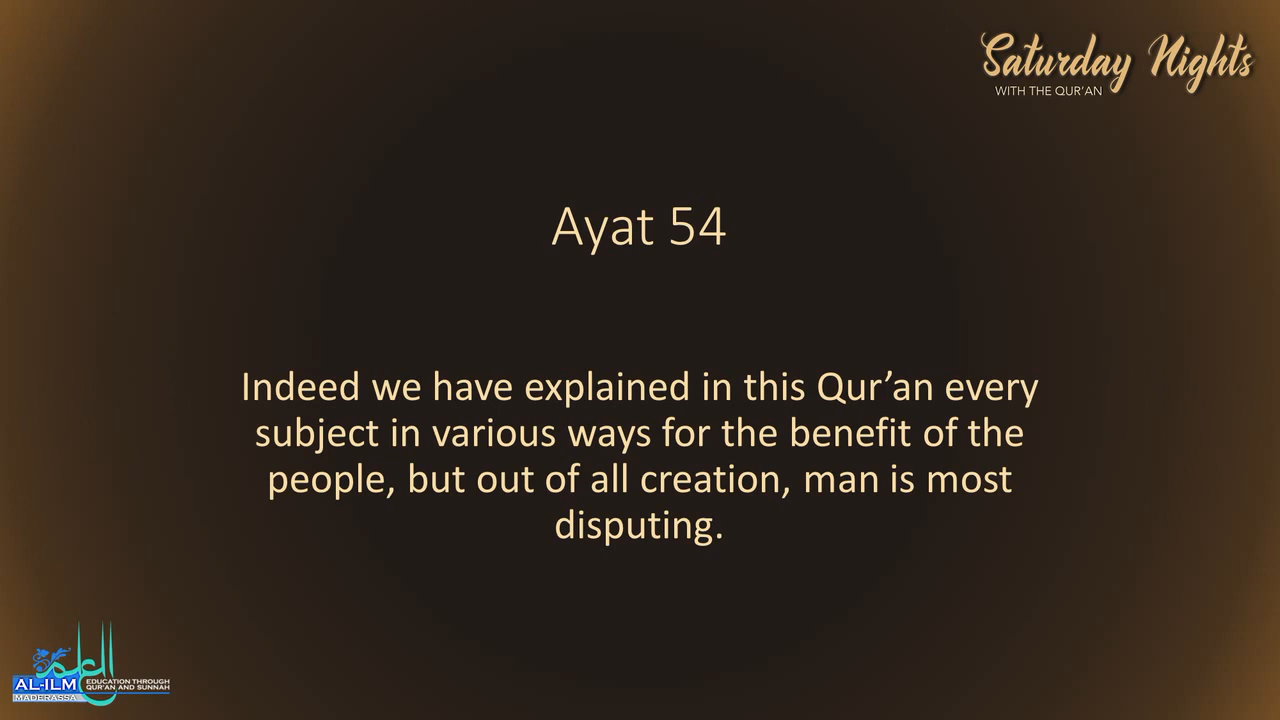 Saturday Nights
WITH THE QUR'AN
Ayat 54
Indeed we have explained in this Qur’an every
subject in various ways for the benefit of the
people, but out of all creation, man is most
disputing.
العلم
AL-ILM
MADERASSA
EDUCATION THROUGH
QUR'AN AND SUNNAH